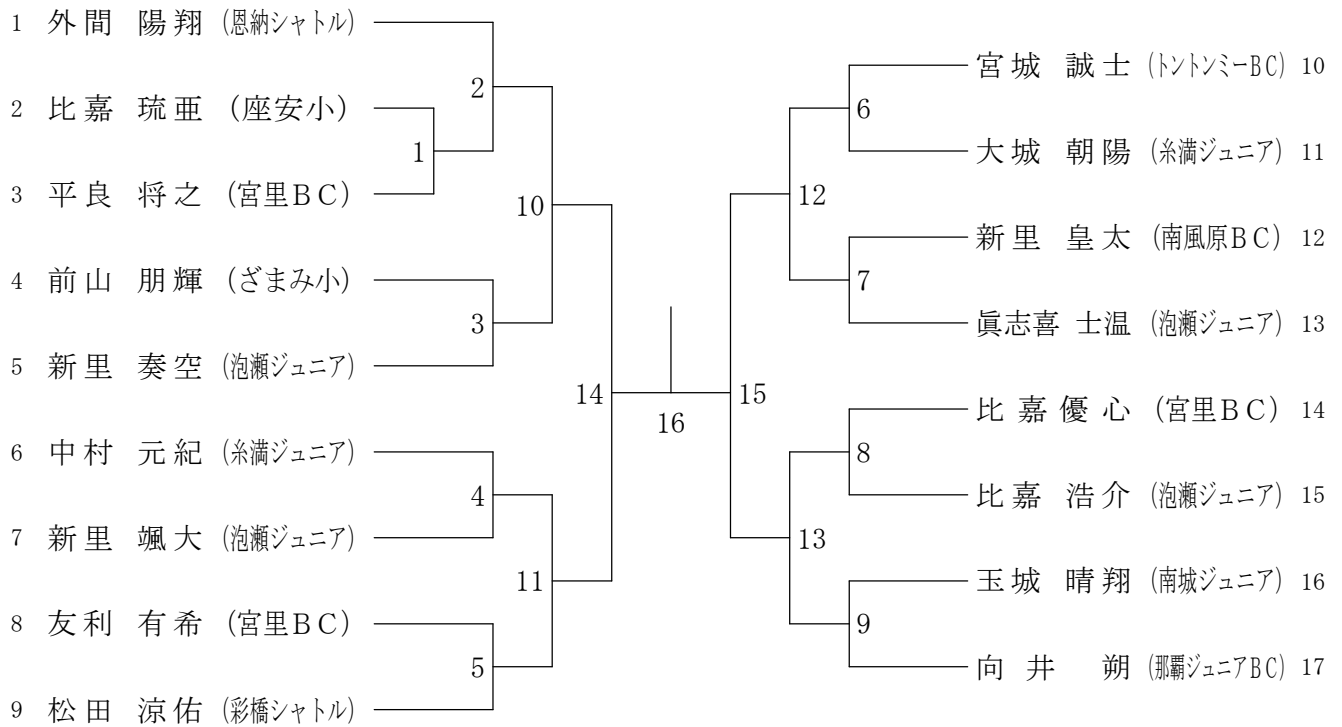 1 外間 陽翔 (恩納シャトル)
2 比嘉 琉亜 (座安小)
3 平良 将之 (宮里BC)
4 前山 朋輝 (ざまみ小)
5 新里 奏空 (泡瀬ジュニア)
6 中村 元紀 (糸満ジュニア)
7 新里 颯大 (泡瀬ジュニア)
8 友利 有希 (宮里BC)
9 松田 涼佑 (彩橋シャトル)
2
1
10
3
14
4
11
5
16
15
12
6
7
13
8
9
宮城 誠士 (トントンミーBC) 10
大城 朝陽 (糸満ジュニア) 11
新里 皇太 (南風原BC) 12
眞志喜 士温 (泡瀬ジュニア) 13
比嘉優心 (宮里BC) 14
比嘉 浩介 (泡瀬ジュニア) 15
玉城 晴翔 (南城ジュニア) 16
向井 朔 (那覇ジュニアBC) 17